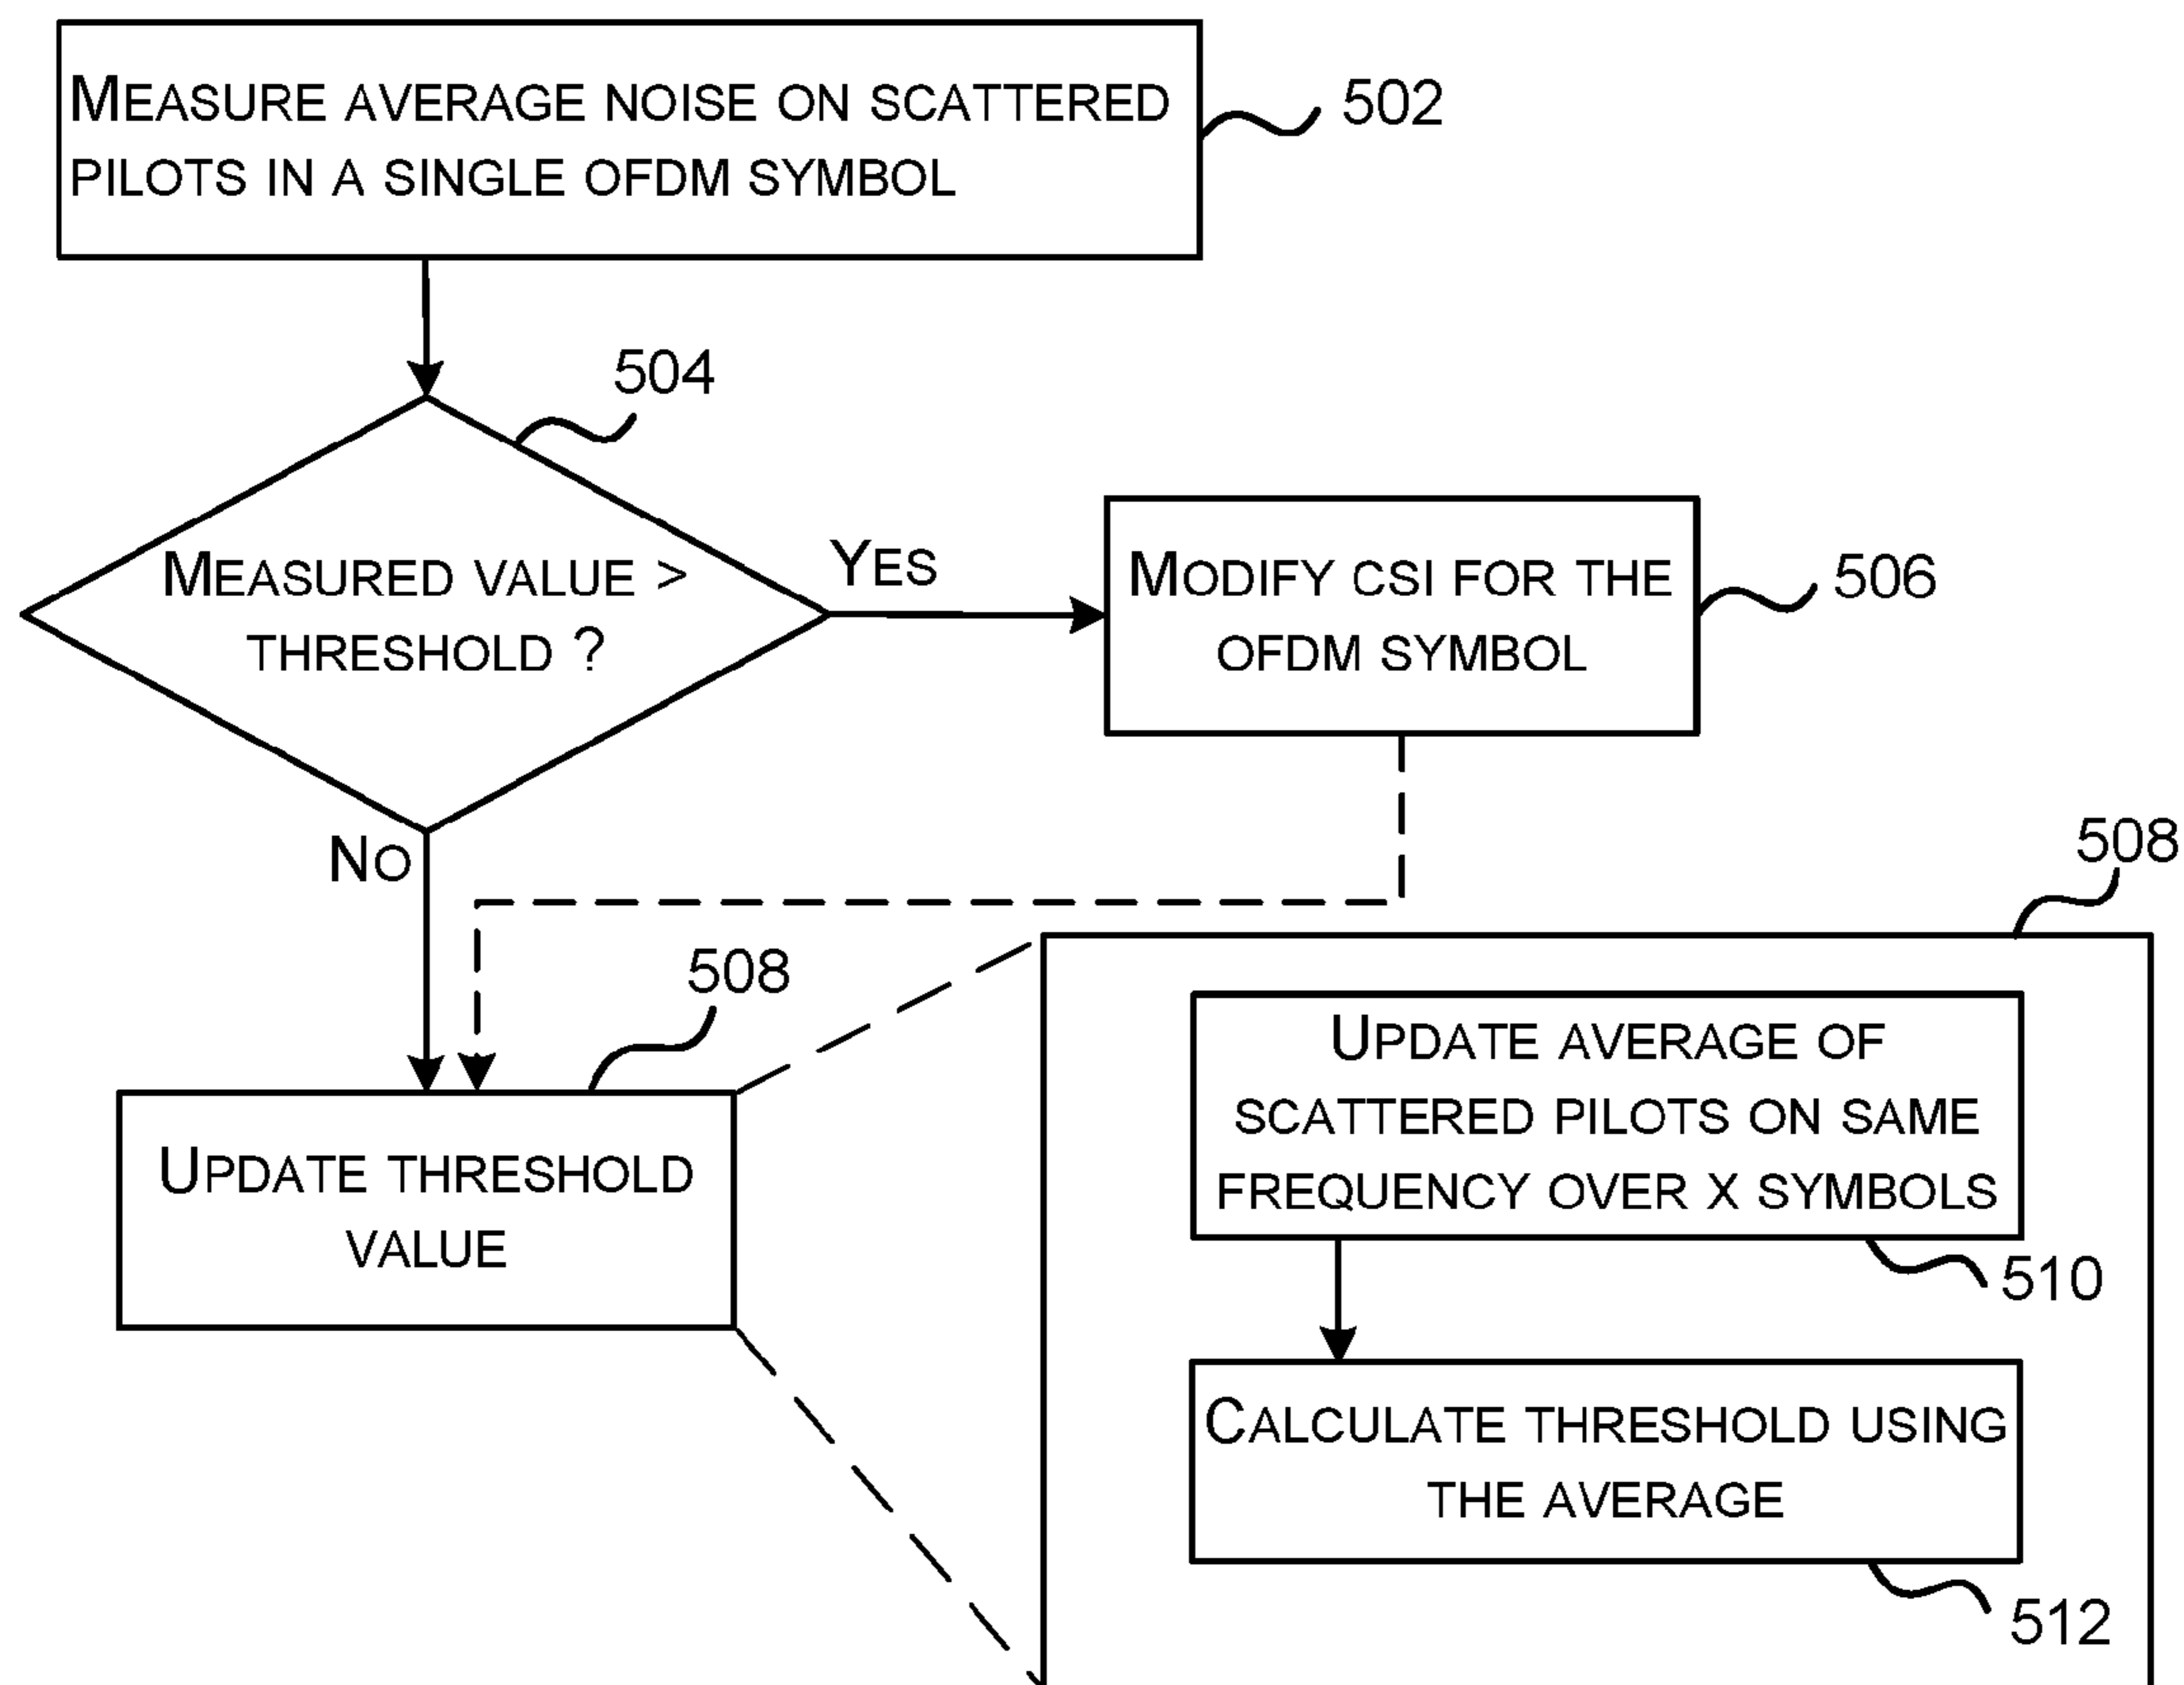 MEASURE AVERAGE NOISE ON SCATTERED
PILOTS IN A SINGLE OFDM SYMBOL
502
504
MEASURED VALUE >
THRESHOLD ?
YES
MODIFY CSI FOR THE
OFDM SYMBOL
506
NO
508
508
UPDATE THRESHOLD
VALUE
UPDATE AVERAGE OF
SCATTERED PILOTS ON SAME
FREQUENCY OVER X SYMBOLS
510
CALCULATE THRESHOLD USING
THE AVERAGE
512